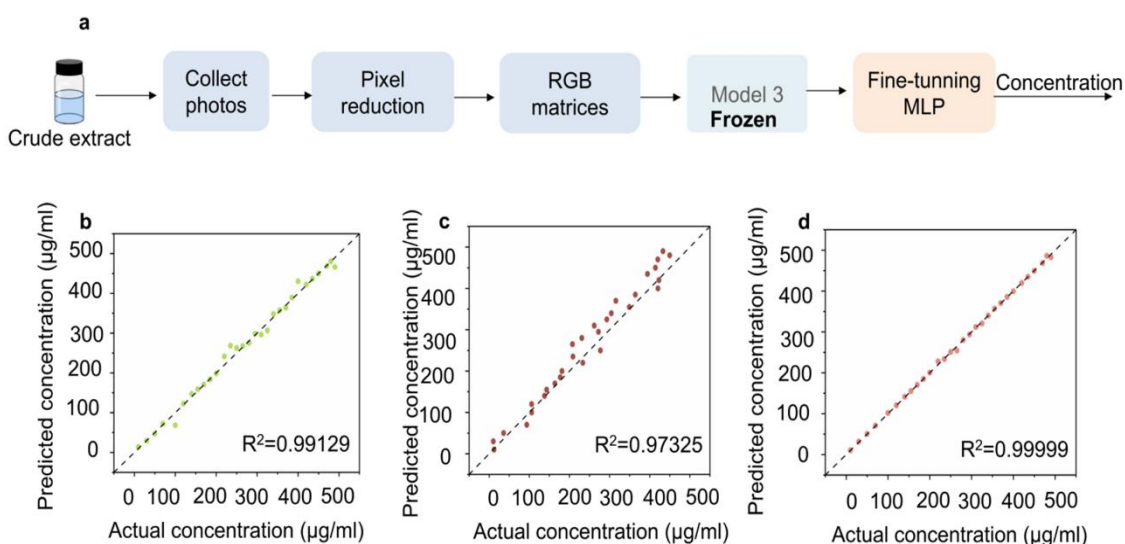 a
Crude extract
Collect
photos
Pixel
reduction
RGB
matrices
Model 3
Frozen
Fine-tunning
MLP
Concentration
b
Predicted concentration (μg/ml)
500
400
300
200
100
0
R²=0.99129
0 100 200 300 400 500
Actual concentration (μg/ml)
c
Predicted concentration (μg/ml)
500
400
300
200
100
0
R²=0.97325
0 100 200 300 400 500
Actual concentration (μg/ml)
d
Predicted concentration (μg/ml)
500
400
300
200
100
0
R²=0.99999
0 100 200 300 400 500
Actual concentration (μg/ml)